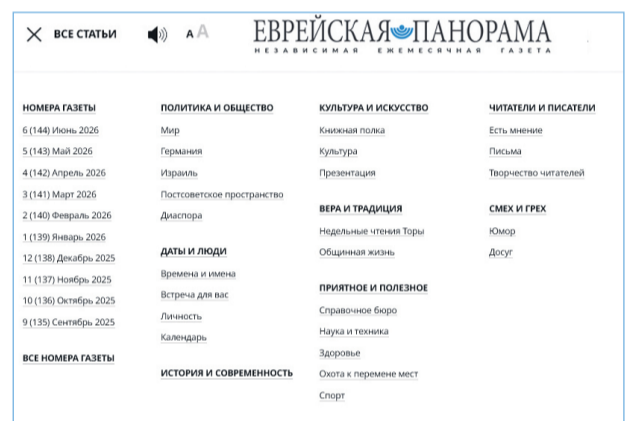 ВСЕ СТАТЬИ
A A
ЕВРЕЙСКАЯ ПАНОРАМА
НЕЗАВИСИМАЯ ЕЖЕМЕСЯЧНАЯ ГАЗЕТА
НОМЕРА ГАЗЕТЫ
6 (144) Июнь 2026
5 (143) Май 2026
4 (142) Апрель 2026
3 (141) Март 2026
2 (140) Февраль 2026
1 (139) Январь 2026
12 (138) Декабрь 2025
11 (137) Ноябрь 2025
10 (136) Октябрь 2025
9 (135) Сентябрь 2025
ВСЕ НОМЕРА ГАЗЕТЫ
ПОЛИТИКА И ОБЩЕСТВО
Мир
Германия
Израиль
Постсоветское пространство
Диаспора
ДАТЫ И ЛЮДИ
Времена и имена
Встреча для вас
Личность
Календарь
ИСТОРИЯ И СОВРЕМЕННОСТЬ
КУЛЬТУРА И ИСКУССТВО
Книжная полка
Культура
Презентация
ВЕРА И ТРАДИЦИЯ
Недельные чтения Торы
Общинная жизнь
ПРИЯТНОЕ И ПОЛЕЗНОЕ
Справочное бюро
Наука и техника
Здоровье
Охота к перемене мест
Спорт
ЧИТАТЕЛИ И ПИСАТЕЛИ
Есть мнение
Письма
Творчество читателей
СМЕХ И ГРЕХ
Юмор
Досуг